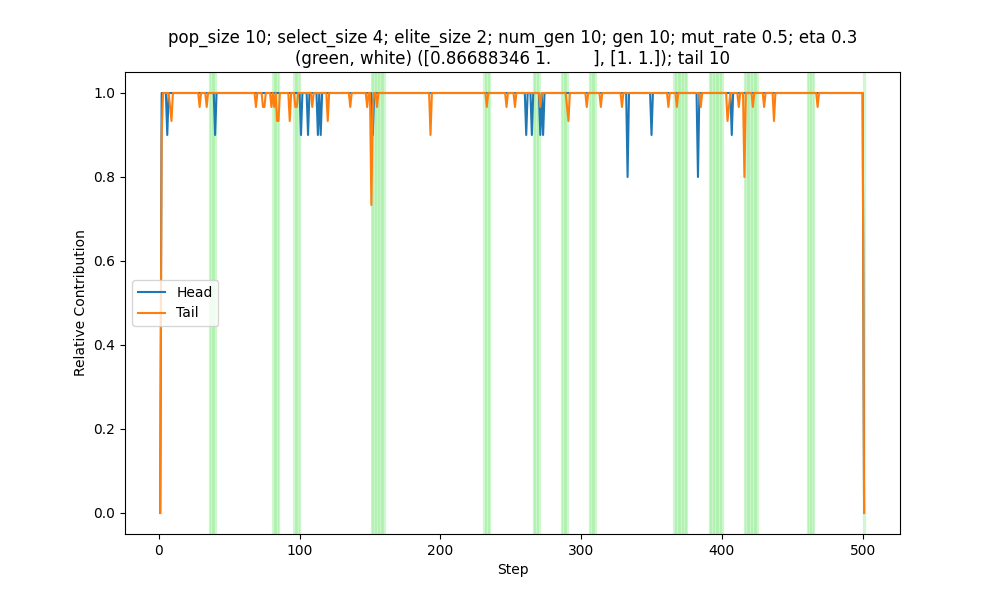 pop_size 10; select_size 4; elite_size 2; num_gen 10; gen 10; mut_rate 0.5; eta 0.3
(green, white) ([0.86688346 1.        ], [1. 1.]); tail 10
1.0
0.8
0.6
0.4
0.2
0.0
Relative Contribution
Head
Tail
0
100
200
300
400
500
Step